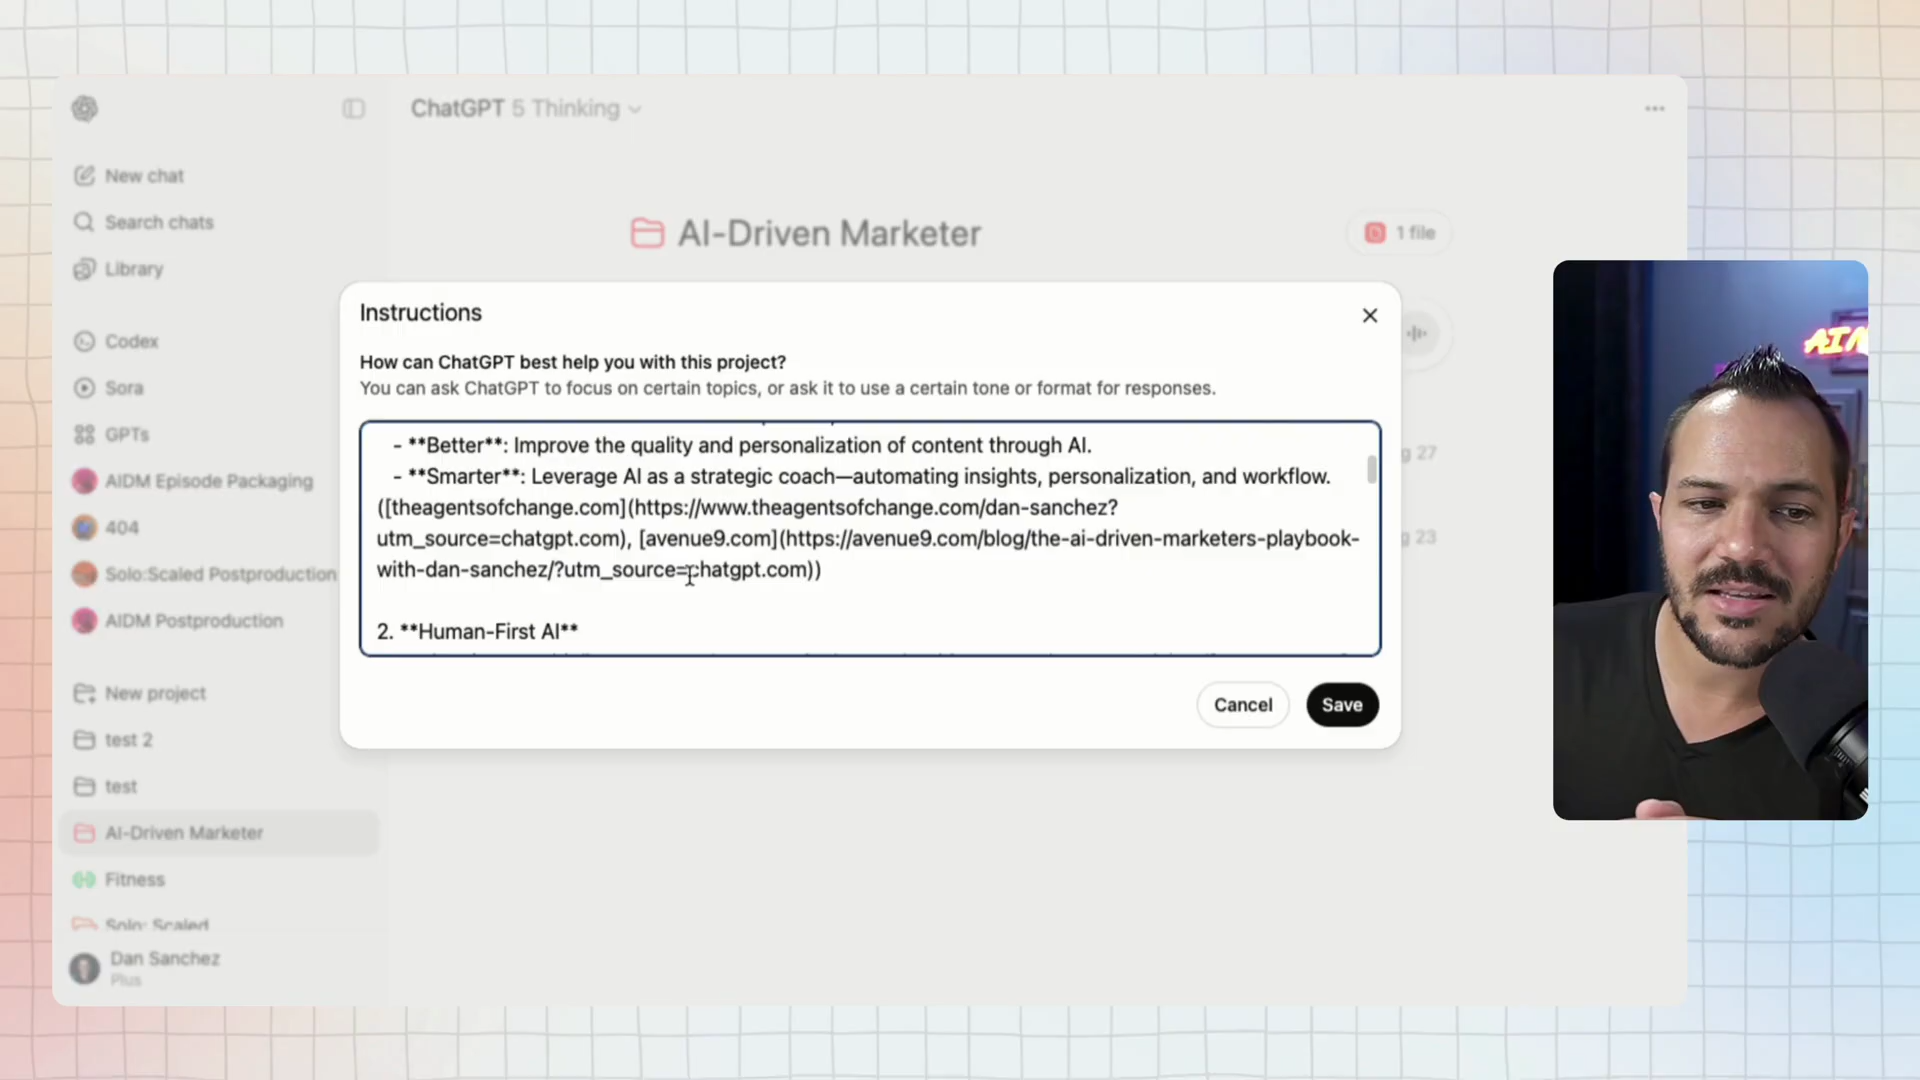 ChatGPT 5 Thinking
New chat
Search chats
Library
Codex
Sora
GPTs
AIDM Episode Packaging
404
Solo:Scaled Postproduction
AIDM Postproduction
New project
test 2
test
AI-Driven Marketer
Fitness
Solo: Scaled
Dan Sanchez
Plus
AI-Driven Marketer
1 file
Instructions
How can ChatGPT best help you with this project?
You can ask ChatGPT to focus on certain topics, or ask it to use a certain tone or format for responses.
- **Better**: Improve the quality and personalization of content through AI.
- **Smarter**: Leverage AI as a strategic coach—automating insights, personalization, and workflow.
([theagentsofchange.com](https://www.theagentsofchange.com/dan-sanchez?
utm_source=chatgpt.com), [avenue9.com](https://avenue9.com/blog/the-ai-driven-marketers-playbook-
with-dan-sanchez/?utm_source=chatgpt.com))
2. **Human-First AI**
Cancel
Save
g 27
g 23